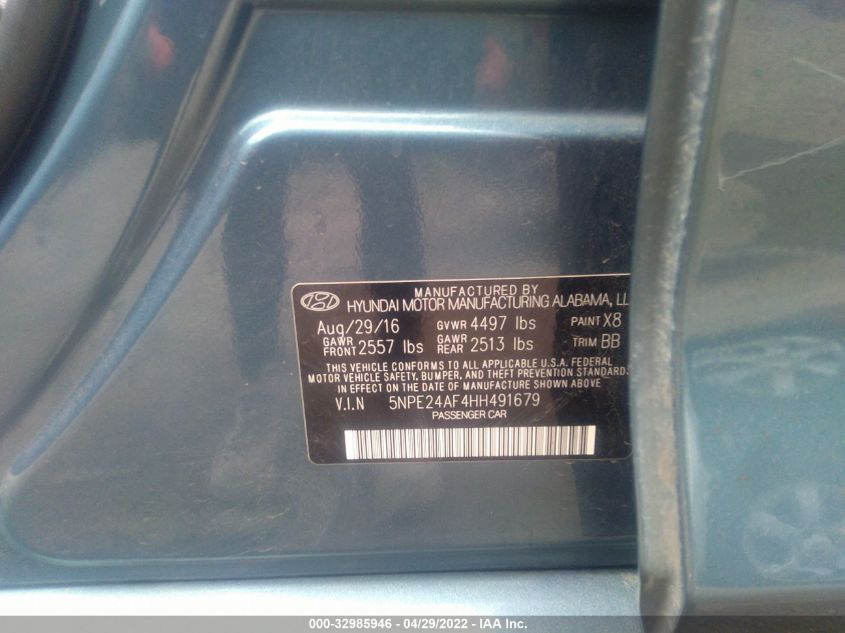 MANUFACTURED BY
HYUNDAI MOTOR MANUFACTURING ALABAMA, LL
Aug/29/16 GVWR 4497 lbs PAINT X8
GAWR FRONT 2557 lbs GAWR REAR 2513 lbs TRIM BB
THIS VEHICLE CONFORMS TO ALL APPLICABLE U.S.A. FEDERAL
MOTOR VEHICLE SAFETY, BUMPER, AND THEFT PREVENTION STANDARDS
IN EFFECT ON THE DATE OF MANUFACTURE SHOWN ABOVE
V.I.N 5NPE24AF4HH491679
PASSENGER CAR
000-32985946 - 04/29/2022 - IAA Inc.